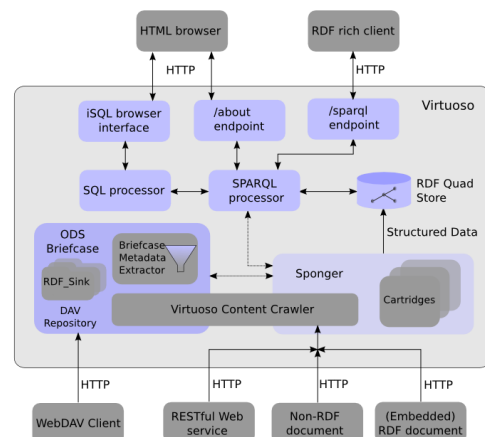 HTML browser
RDF rich client
HTTP
HTTP
Virtuoso
iSQL browser
interface
/about
endpoint
/sparql
endpoint
SQL processor
SPARQL
processor
RDF Quad
Store
Structured Data
ODS
Briefcase
Briefcase
Metadata
Extractor
RDF_Sink
DAV
Repository
Sponger
Cartridges
Virtuoso Content Crawler
HTTP
HTTP
HTTP
HTTP
WebDAV Client
RESTful Web
service
Non-RDF
document
(Embedded)
RDF document